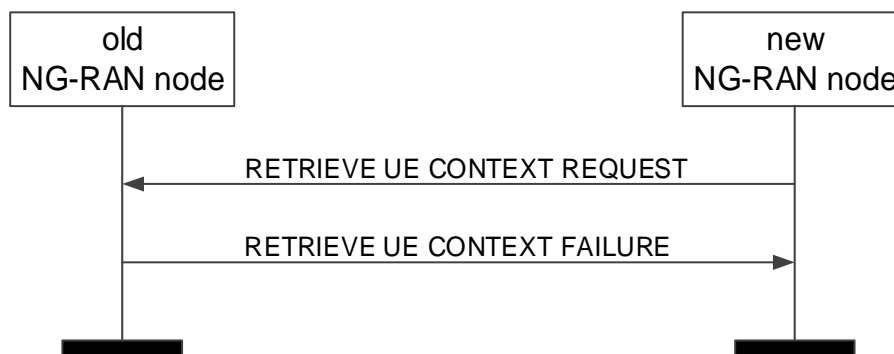 old
NG-RAN node
new
NG-RAN node
RETRIEVE UE CONTEXT REQUEST
RETRIEVE UE CONTEXT FAILURE